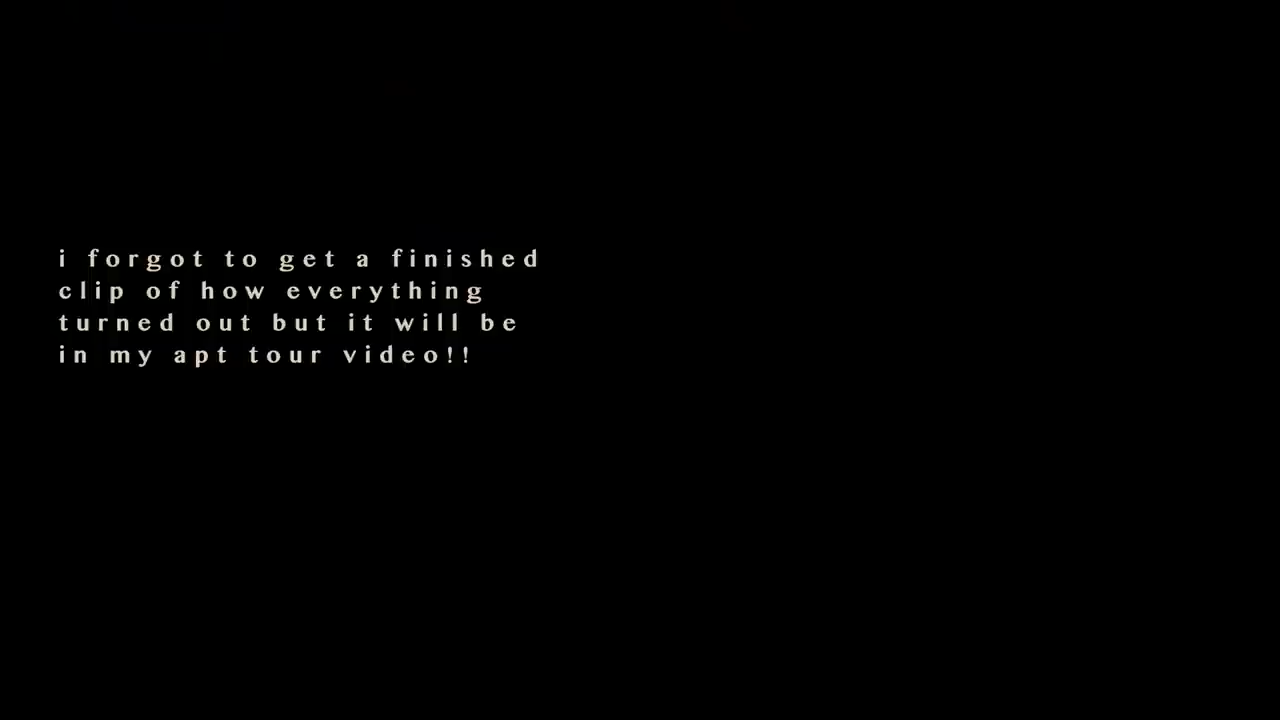 i forgot to get a finished
clip of how everything
turned out but it will be
in my apt tour video!!